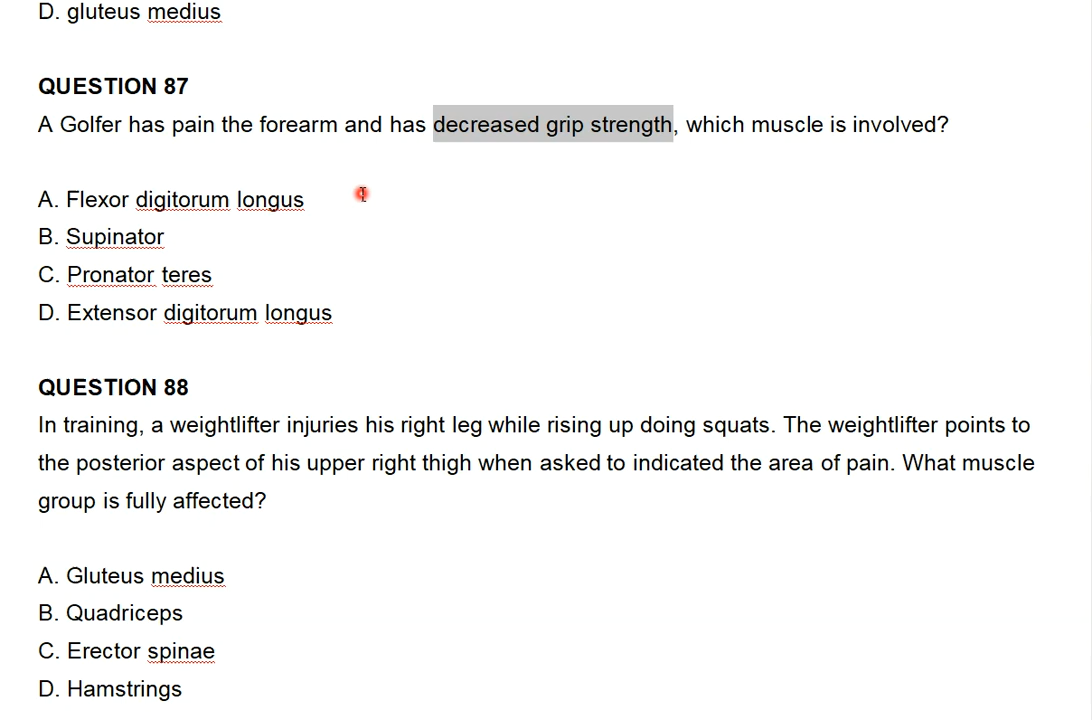 D. gluteus medius
QUESTION 87
A Golfer has pain the forearm and has decreased grip strength, which muscle is involved?
A. Flexor digitorum longus
B. Supinator
C. Pronator teres
D. Extensor digitorum longus
QUESTION 88
In training, a weightlifter injuries his right leg while rising up doing squats. The weightlifter points to
the posterior aspect of his upper right thigh when asked to indicated the area of pain. What muscle
group is fully affected?
A. Gluteus medius
B. Quadriceps
C. Erector spinae
D. Hamstrings